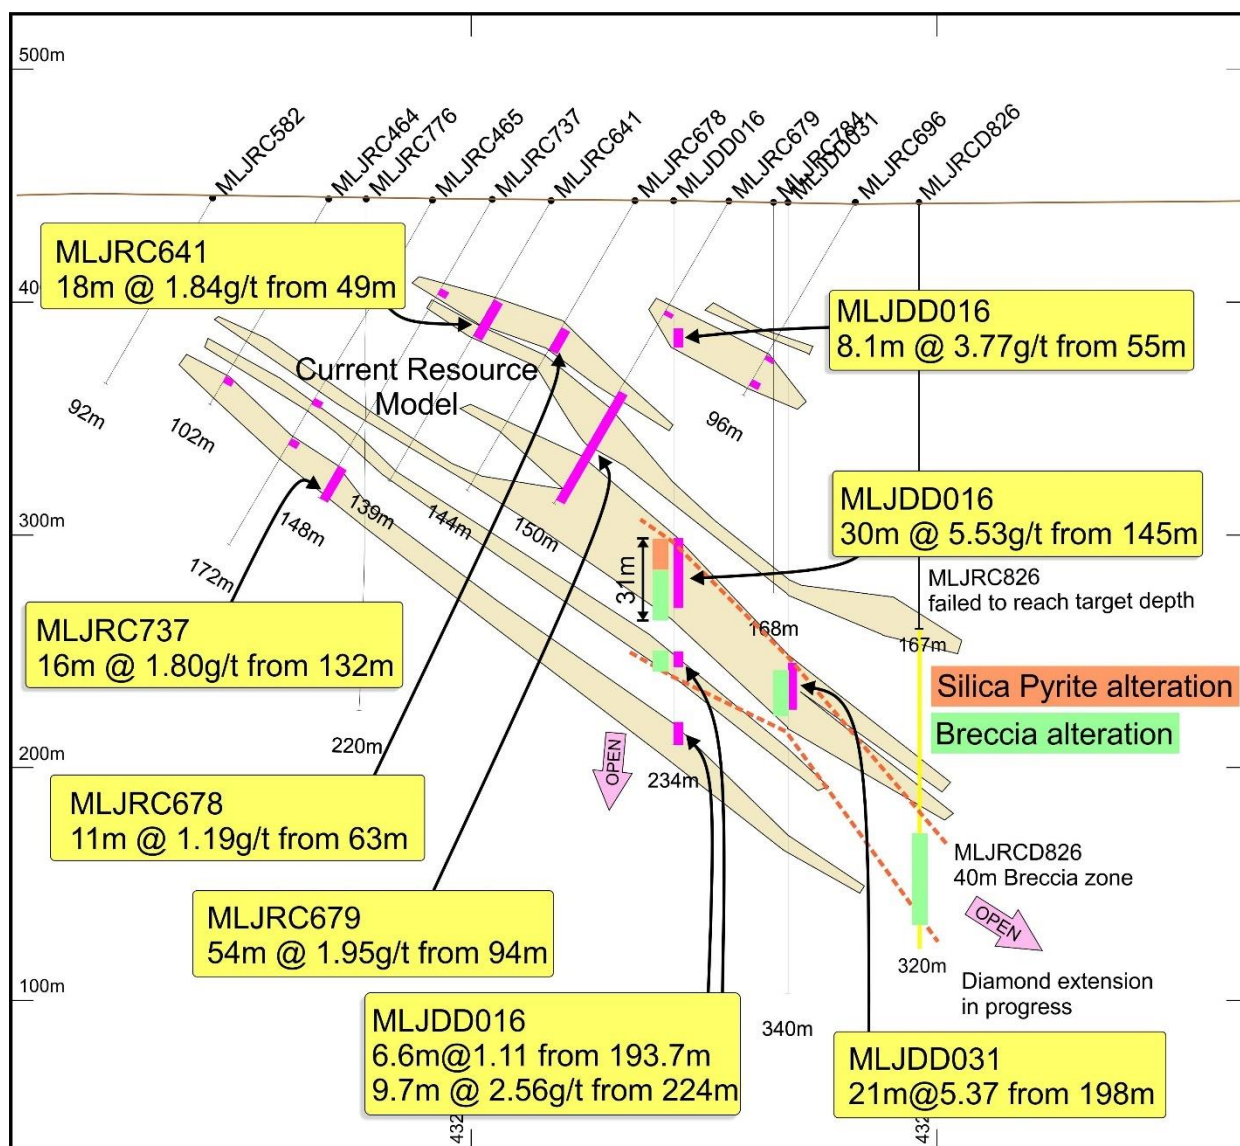 500m
MLJRC582
MLJRC464
MLJRC776
MLJRC465
MLJRC737
MLJRC641
MLJRC678
MLJDD016
MLJRC679
MLJRC784
MLJDD031
MLJRC696
MLJRCD826
MLJRC641
18m @ 1.84g/t from 49m
MLJDD016
8.1m @ 3.77g/t from 55m
Current Resource
Model
92m
102m
96m
300m
172m
148m
139m
144m
150m
31m
MLJDD016
30m @ 5.53g/t from 145m
MLJRC826
failed to reach target depth
168m
167m
MLJRC737
16m @ 1.80g/t from 132m
Silica Pyrite alteration
Breccia alteration
220m
200m
OPEN
234m
MLJRC678
11m @ 1.19g/t from 63m
MLJRCD826
40m Breccia zone
OPEN
MLJRC679
54m @ 1.95g/t from 94m
320m
Diamond extension
in progress
100m
340m
MLJDD016
6.6m@1.11 from 193.7m
9.7m @ 2.56g/t from 224m
MLJDD031
21m@5.37 from 198m